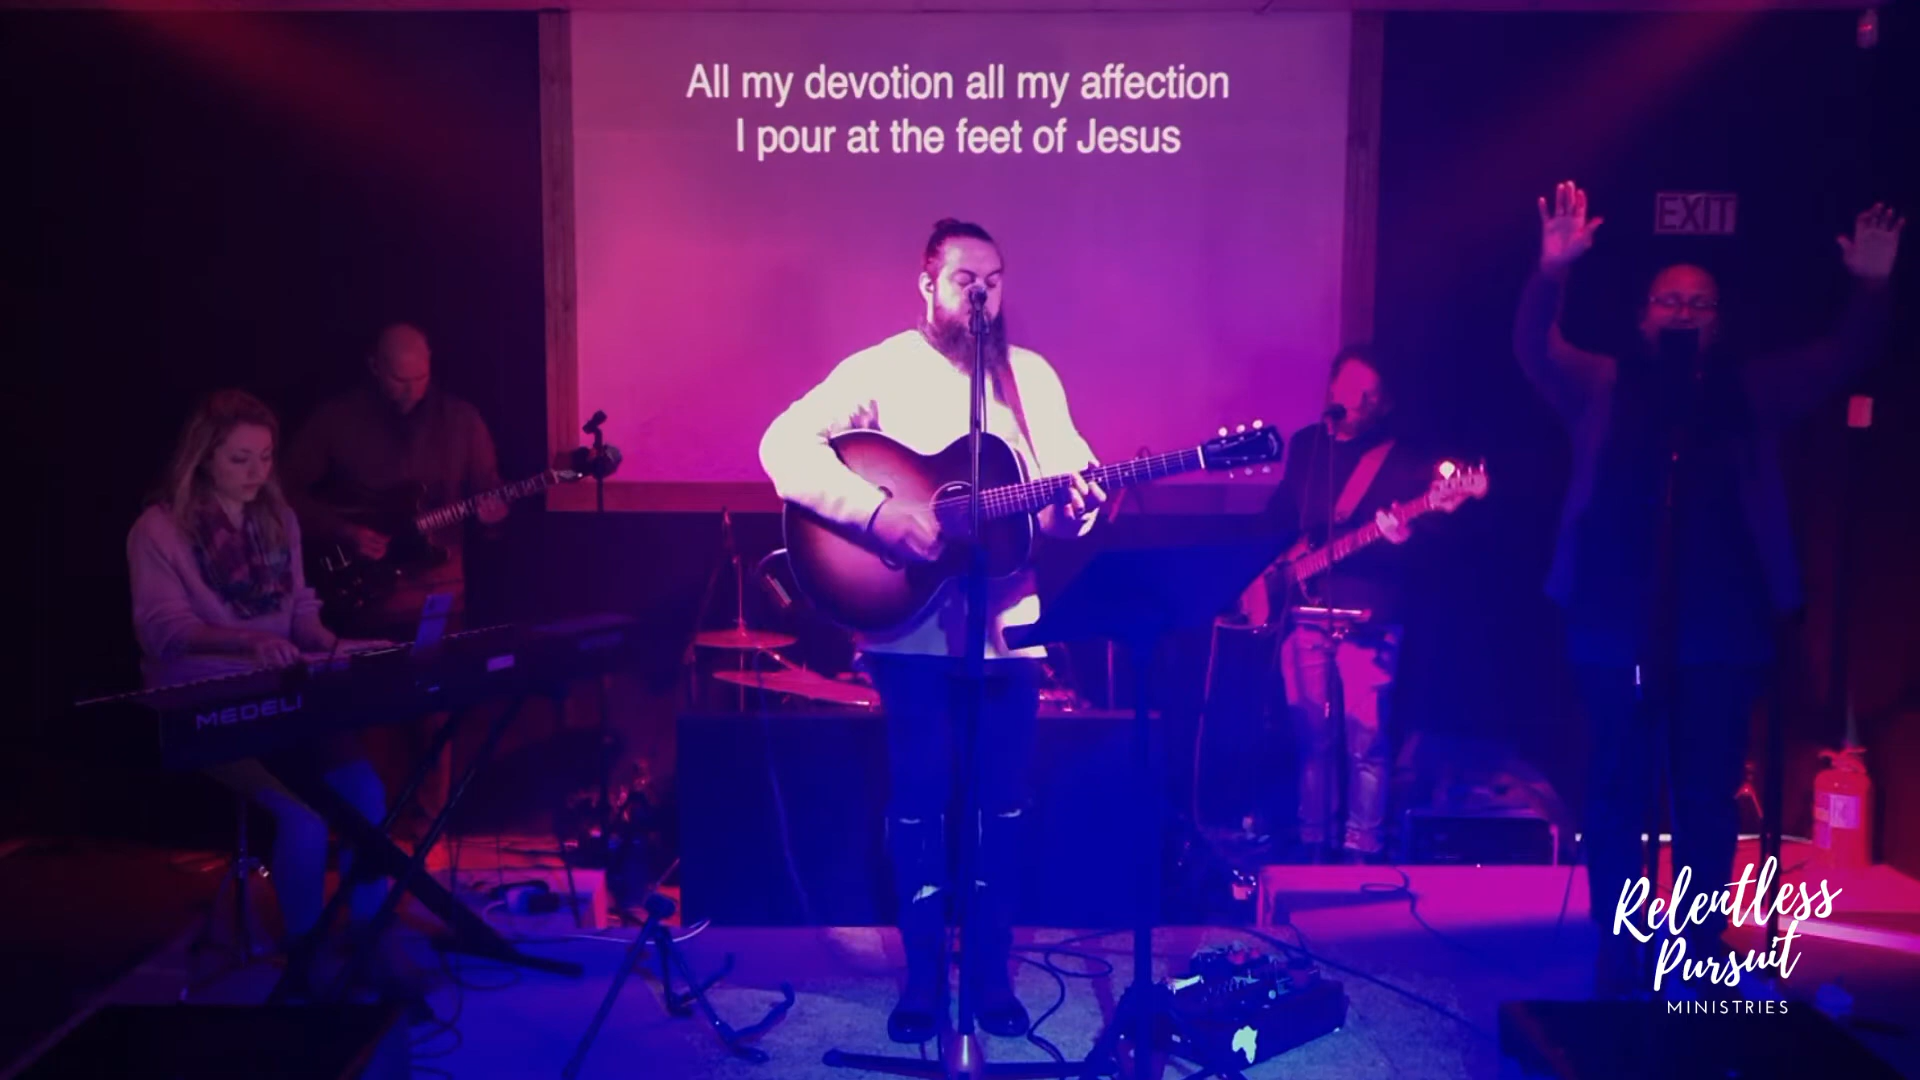 All my devotion all my affection
I pour at the feet of Jesus
EXIT
MEDELI
Relentless
Pursuit
MINISTRIES